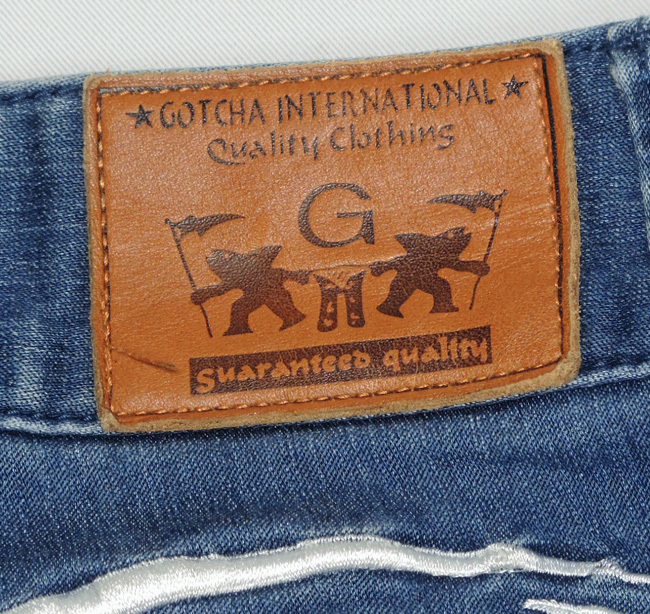 ★GOTCHA INTERNATIONAL★
Quality Clothing
G
Guaranteed quality